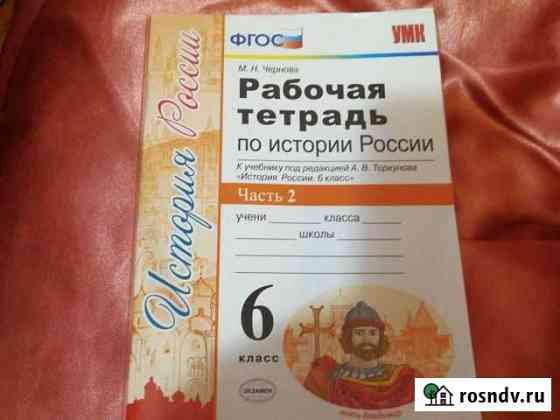 ФГОС
УМК
М. Н. Чернова
Рабочая
тетрадь
по истории России
К учебнику под редакцией А. В. Торкунова
«История России. 6 класс»
Часть 2
учени класса
школы
6
класс
ЭКЗАМЕН
История России
rosndv.ru